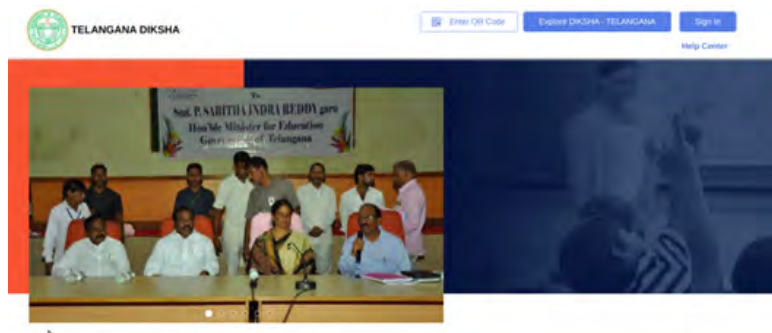 TELANGANA DIKSHA
Enter QR Code
Explore DIKSHA - TELANGANA
Sign In
Help Center
To
Smt. P. SABITHA INDRA REDDY garu
Hon'ble Minister for Education
Government of Telangana